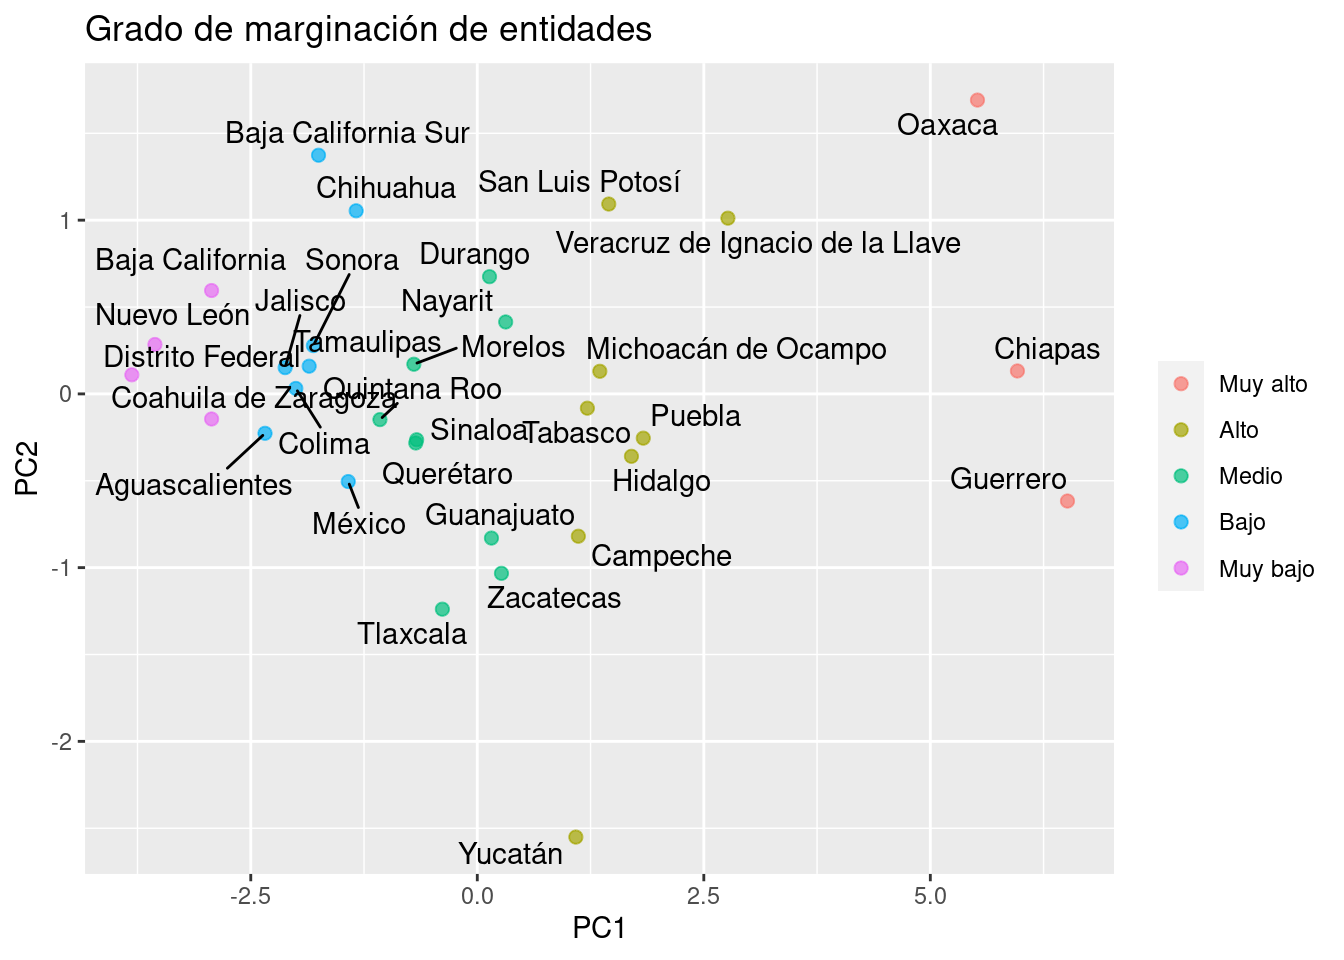 Grado de marginación de entidades
Oaxaca
Baja California Sur
Chihuahua
San Luis Potosí
1
Veracruz de Ignacio de la Llave
Durango
Baja California
Sonora
Jalisco
Nayarit
Nuevo León
Tamaulipas
Morelos
Michoacán de Ocampo
Chiapas
Distrito Federal
0
Quintana Roo
Coahuila de Zaragoza
Puebla
Sinaloa
Tabasco
Colima
Querétaro
Hidalgo
Guerrero
Aguascalientes
México
Guanajuato
Campeche
-1
Zacatecas
Tlaxcala
-2
Yucatán
PC2
-2.5
0.0
2.5
5.0
PC1
Muy alto
Alto
Medio
Bajo
Muy bajo